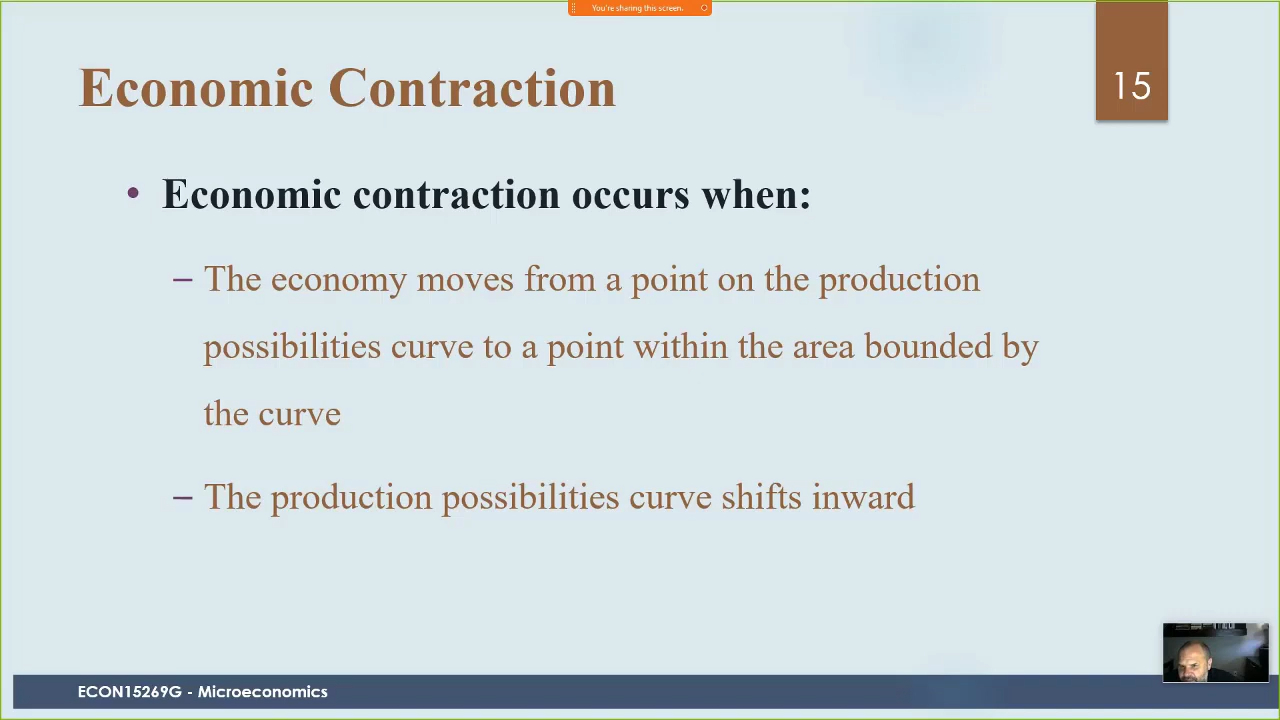 You're sharing this screen.
Economic Contraction
15
• Economic contraction occurs when:
– The economy moves from a point on the production
possibilities curve to a point within the area bounded by
the curve
– The production possibilities curve shifts inward
ECON15269G - Microeconomics